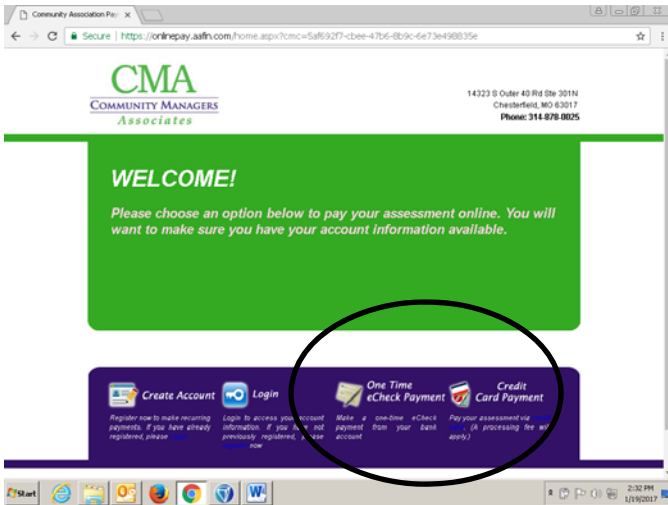 Community Association Pay
Secure | https://onlinepay.aafin.com/home.aspx?cmc=5af692f7-cbee-47b6-8b9c-6e73e498835e
CMA
COMMUNITY MANAGERS
Associates
14323 S Outer 40 Rd Ste 301N
Chesterfield, MO 63017
Phone: 314-878-0025
WELCOME!
Please choose an option below to pay your assessment online. You will
want to make sure you have your account information available.
Create Account
Register now to make recurring
payments. If you have already
registered, please
Login
Login to access your account
information. If you have not
previously registered, please
now
One Time
eCheck Payment
Make a one-time eCheck
payment from your bank
account
Credit
Card Payment
Pay your assessment via
(A processing fee will
apply.)
Start
2:32 PM
1/19/2017